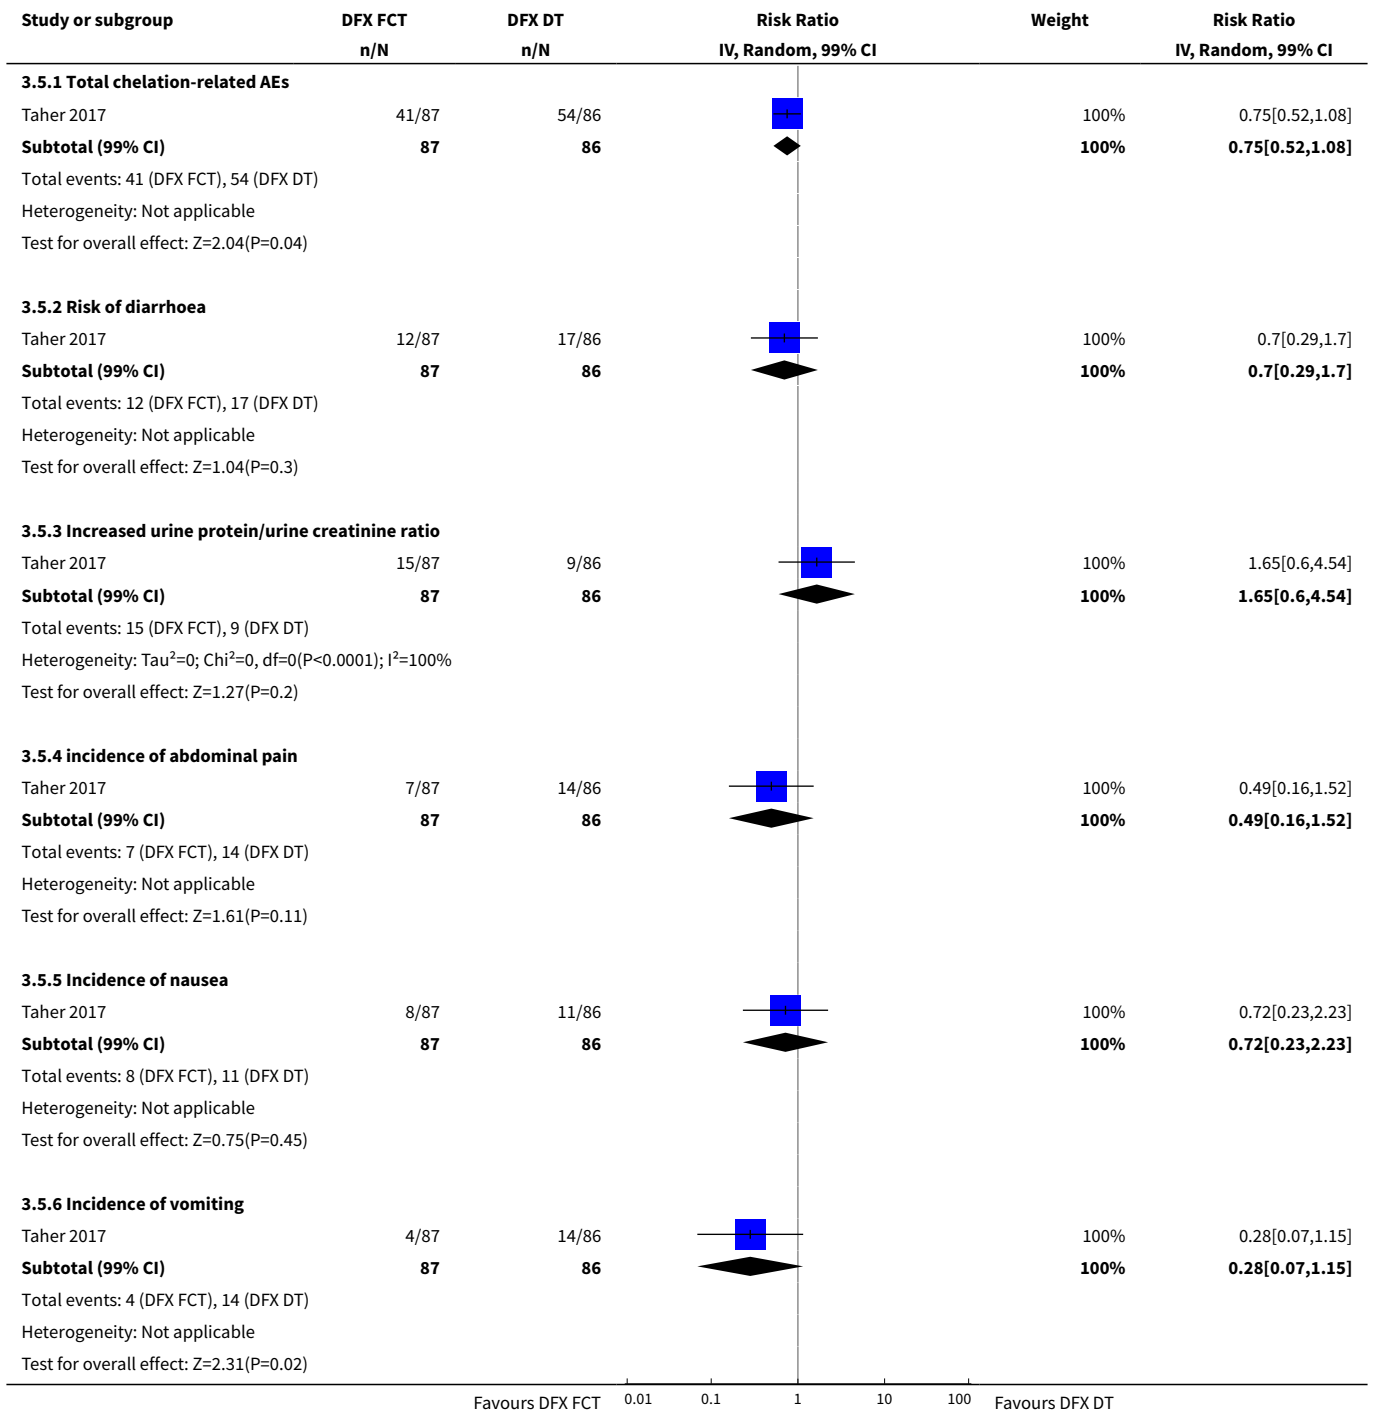 Study or subgroup DFX FCT DFX DT Risk Ratio Weight Risk Ratio
n/N n/N IV, Random, 99% CI IV, Random, 99% CI
3.5.1 Total chelation-related AEs
Taher 2017 41/87 54/86 100% 0.75[0.52,1.08]
Subtotal (99% CI) 87 86 100% 0.75[0.52,1.08]
Total events: 41 (DFX FCT), 54 (DFX DT)
Heterogeneity: Not applicable
Test for overall effect: Z=2.04(P=0.04)
3.5.2 Risk of diarrhoea
Taher 2017 12/87 17/86 100% 0.7[0.29,1.7]
Subtotal (99% CI) 87 86 100% 0.7[0.29,1.7]
Total events: 12 (DFX FCT), 17 (DFX DT)
Heterogeneity: Not applicable
Test for overall effect: Z=1.04(P=0.3)
3.5.3 Increased urine protein/urine creatinine ratio
Taher 2017 15/87 9/86 100% 1.65[0.6,4.54]
Subtotal (99% CI) 87 86 100% 1.65[0.6,4.54]
Total events: 15 (DFX FCT), 9 (DFX DT)
Heterogeneity: Tau²=0; Chi²=0, df=0(P<0.0001); I²=100%
Test for overall effect: Z=1.27(P=0.2)
3.5.4 incidence of abdominal pain
Taher 2017 7/87 14/86 100% 0.49[0.16,1.52]
Subtotal (99% CI) 87 86 100% 0.49[0.16,1.52]
Total events: 7 (DFX FCT), 14 (DFX DT)
Heterogeneity: Not applicable
Test for overall effect: Z=1.61(P=0.11)
3.5.5 Incidence of nausea
Taher 2017 8/87 11/86 100% 0.72[0.23,2.23]
Subtotal (99% CI) 87 86 100% 0.72[0.23,2.23]
Total events: 8 (DFX FCT), 11 (DFX DT)
Heterogeneity: Not applicable
Test for overall effect: Z=0.75(P=0.45)
3.5.6 Incidence of vomiting
Taher 2017 4/87 14/86 100% 0.28[0.07,1.15]
Subtotal (99% CI) 87 86 100% 0.28[0.07,1.15]
Total events: 4 (DFX FCT), 14 (DFX DT)
Heterogeneity: Not applicable
Test for overall effect: Z=2.31(P=0.02)
Favours DFX FCT 0.01 0.1 1 10 100 Favours DFX DT